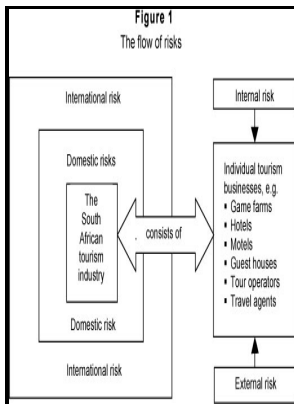 Figure 1
The flow of risks
International risk
Domestic risks
The
South
African
tourism
industry
Domestic risk
International risk
consists of
Internal risk
Individual tourism
businesses, e.g.
▪ Game farms
▪ Hotels
▪ Motels
▪ Guest houses
▪ Tour operators
▪ Travel agents
External risk